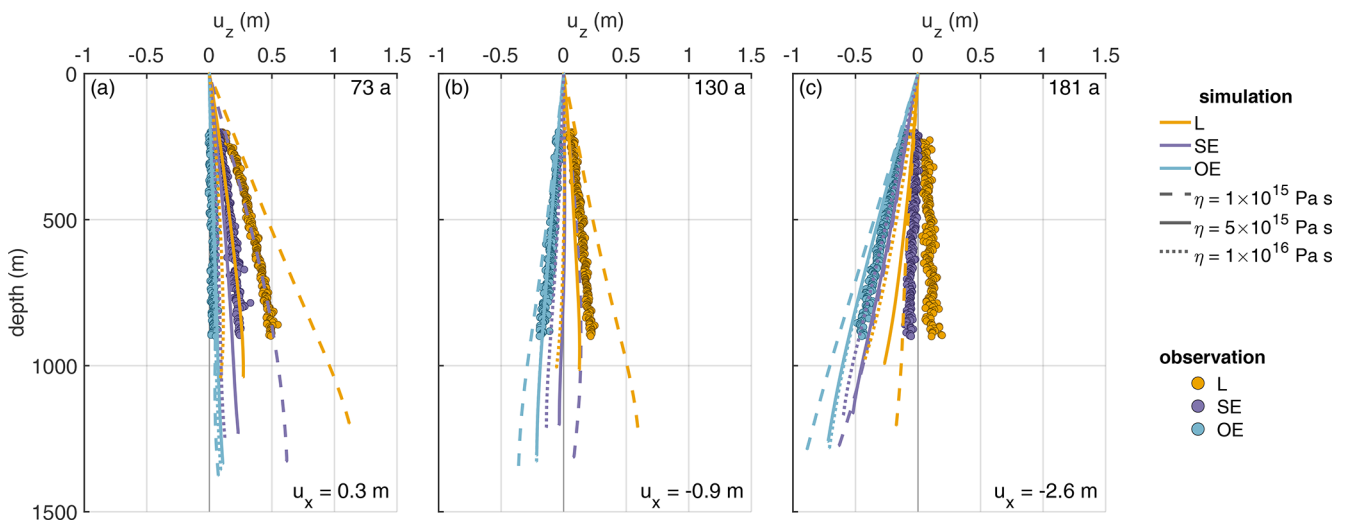 u_z (m)
u_z (m)
u_z (m)
-1 -0.5 0 0.5 1 1.5
-1 -0.5 0 0.5 1 1.5
-1 -0.5 0 0.5 1 1.5
0
500
1000
1500
depth (m)
(a)
73 a
u_x = 0.3 m
(b)
130 a
u_x = -0.9 m
(c)
181 a
u_x = -2.6 m
simulation
L
SE
OE
η = 1×10^15 Pa s
η = 5×10^15 Pa s
η = 1×10^16 Pa s
observation
L
SE
OE